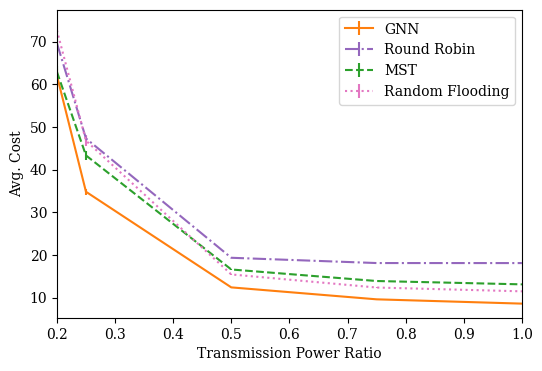 GNN
Round Robin
MST
Random Flooding
70
60
50
40
30
20
10
Avg. Cost
0.2 0.3 0.4 0.5 0.6 0.7 0.8 0.9 1.0
Transmission Power Ratio